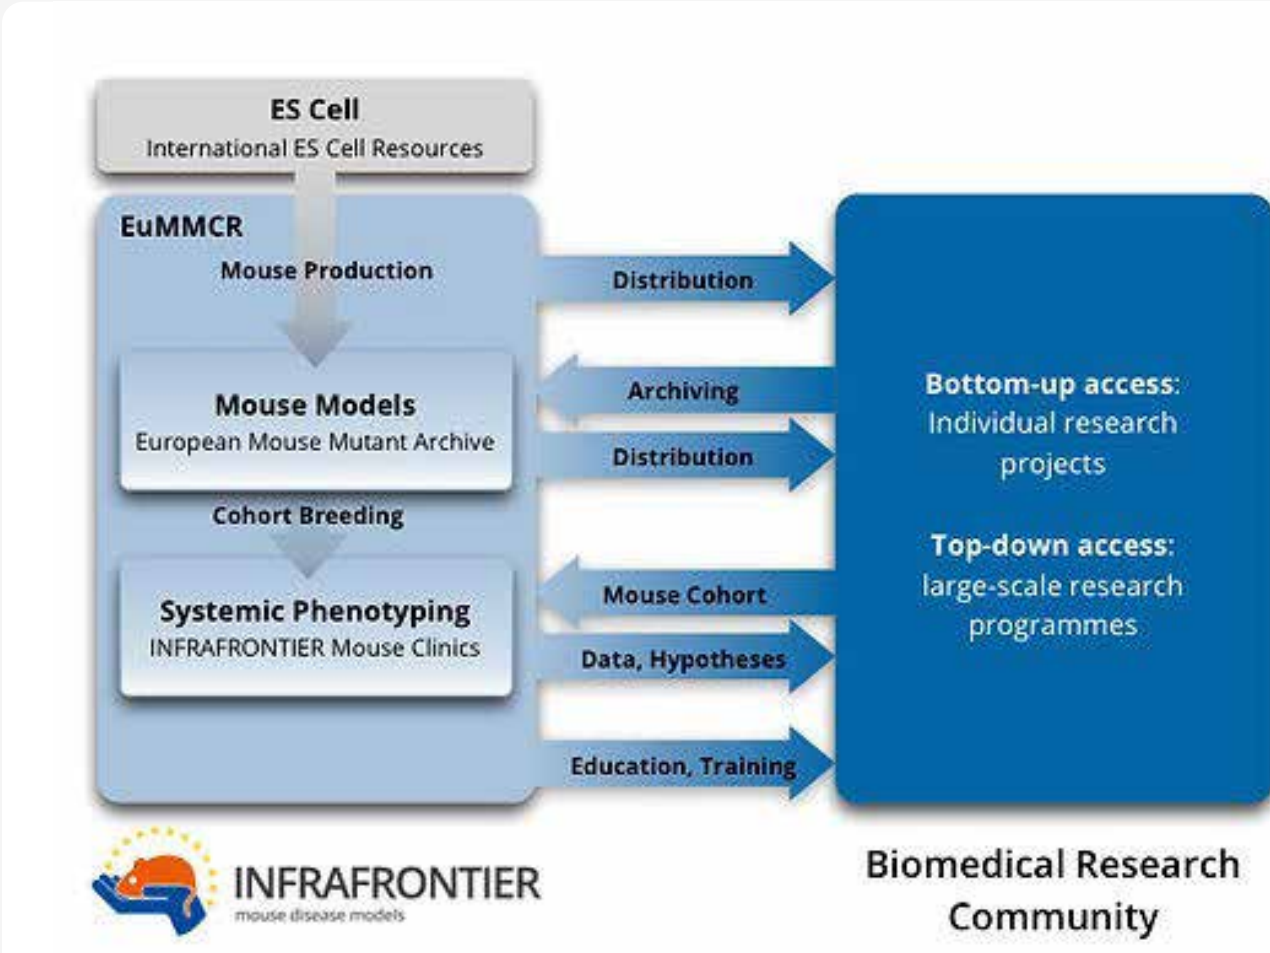 ES Cell
International ES Cell Resources
EuMMCR
Mouse Production
Mouse Models
European Mouse Mutant Archive
Cohort Breeding
Systemic Phenotyping
INFRAFRONTIER Mouse Clinics
Distribution
Archiving
Distribution
Mouse Cohort
Data, Hypotheses
Education, Training
Bottom-up access:
Individual research
projects
Top-down access:
large-scale research
programmes
INFRAFRONTIER
mouse disease models
Biomedical Research
Community